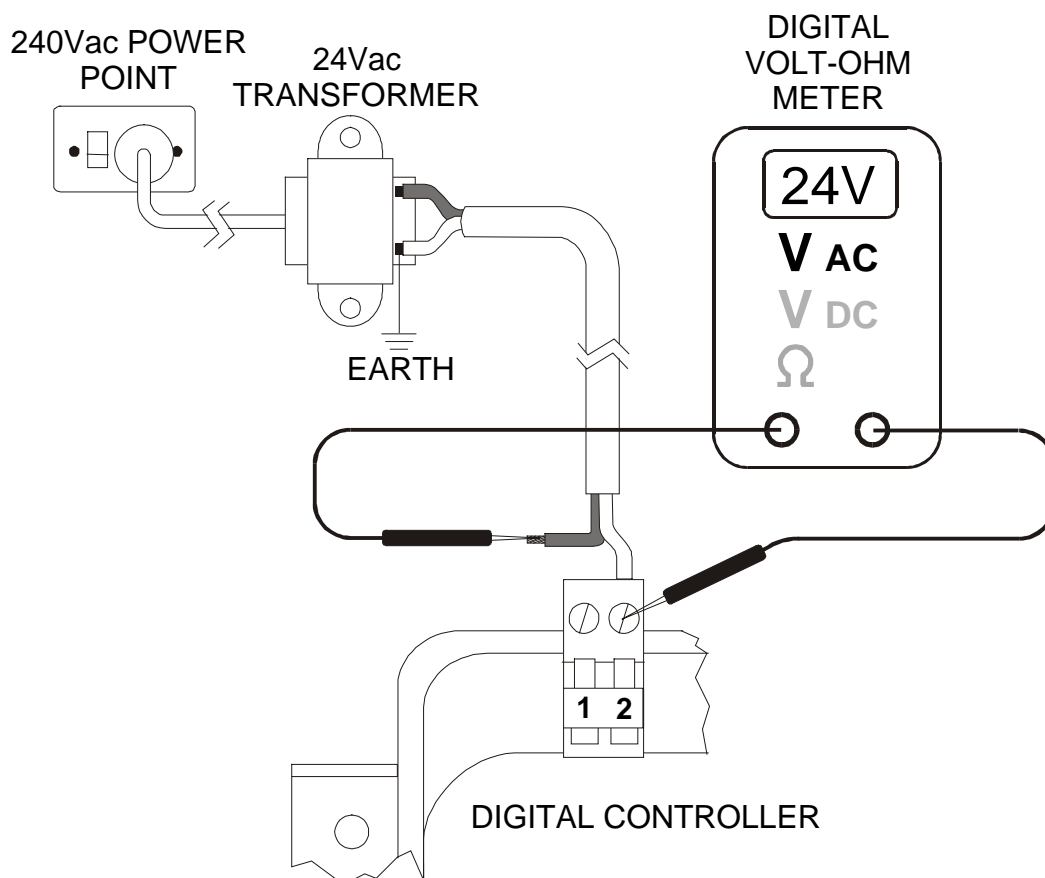 240Vac POWER
POINT
24Vac
TRANSFORMER
DIGITAL
VOLT-OHM
METER
24V
V AC
V DC
Ω
EARTH
1 2
DIGITAL CONTROLLER